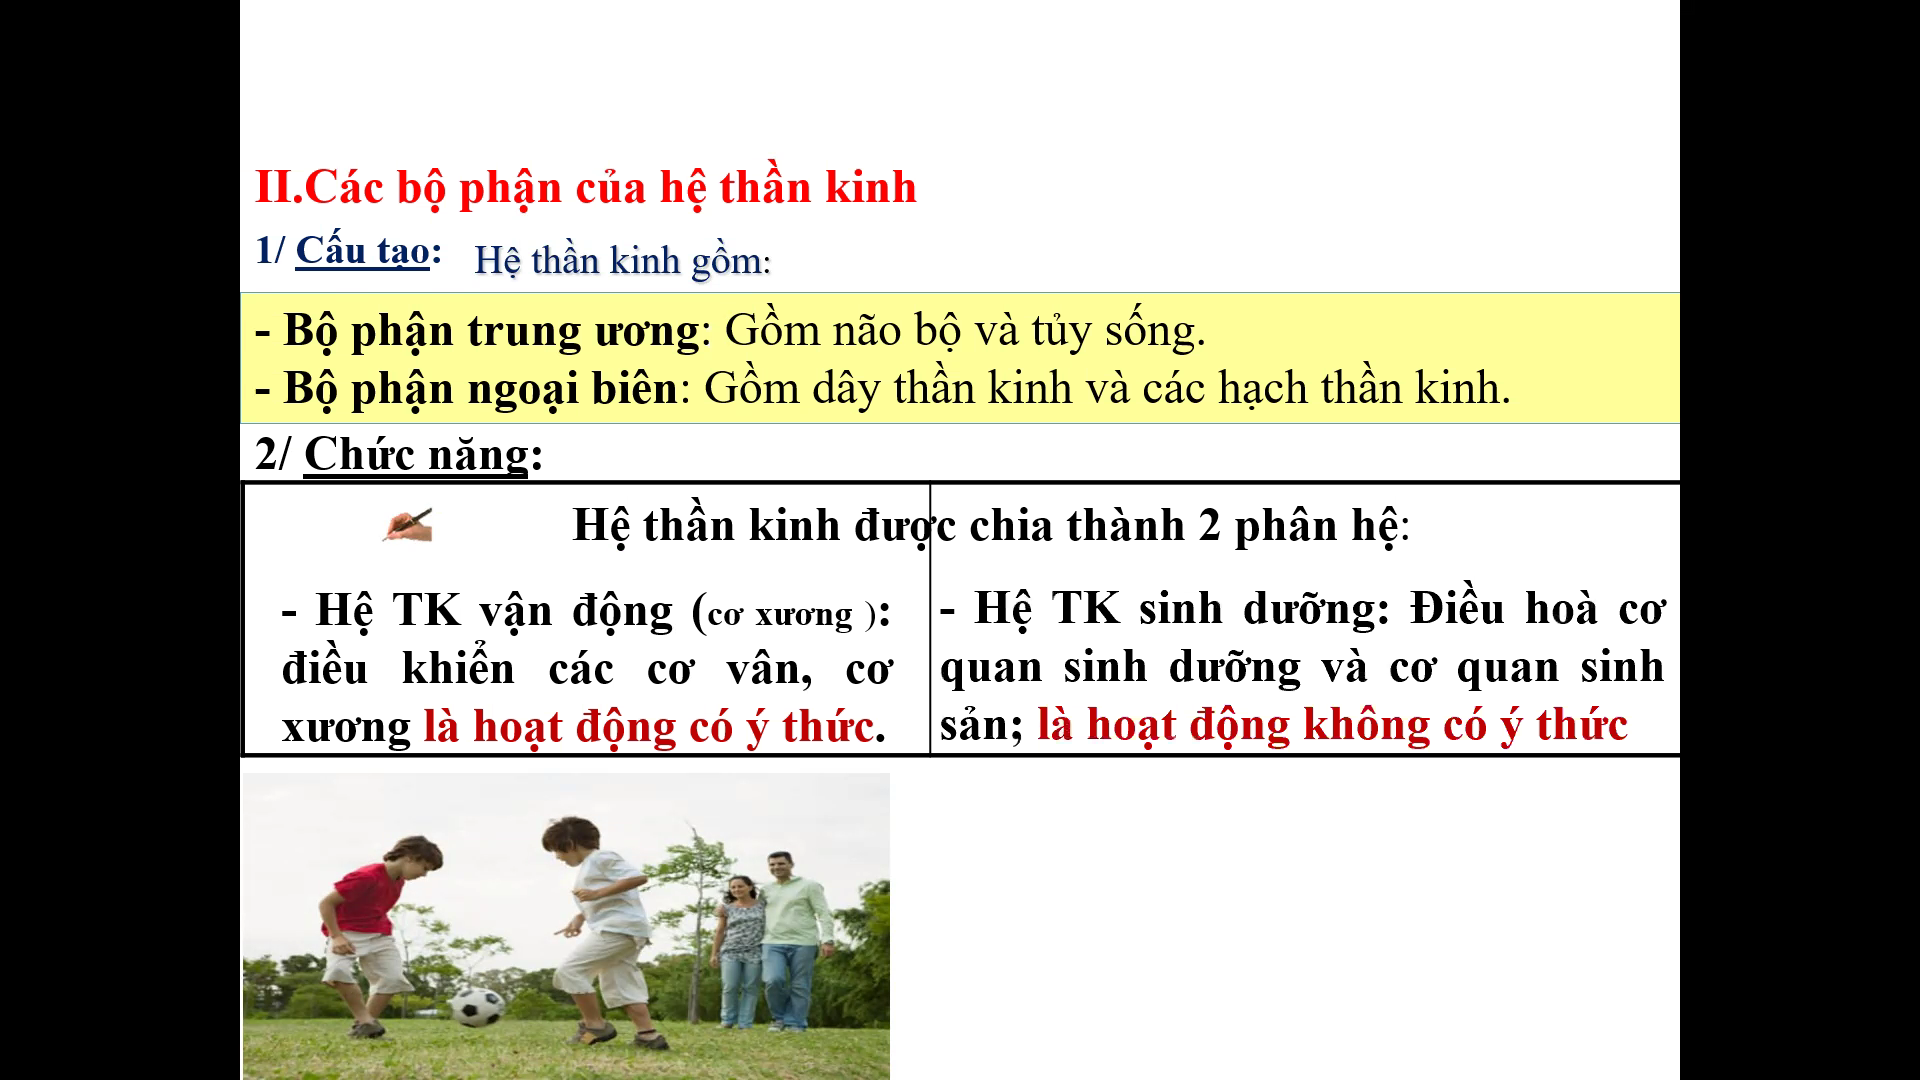 II.Các bộ phận của hệ thần kinh
1/ Cấu tạo: Hệ thần kinh gồm:
- Bộ phận trung ương: Gồm não bộ và tủy sống.
- Bộ phận ngoại biên: Gồm dây thần kinh và các hạch thần kinh.
2/ Chức năng:
Hệ thần kinh được chia thành 2 phân hệ:
- Hệ TK vận động (cơ xương ):
điều khiển các cơ vân, cơ
xương là hoạt động có ý thức.
- Hệ TK sinh dưỡng: Điều hoà cơ
quan sinh dưỡng và cơ quan sinh
sản; là hoạt động không có ý thức